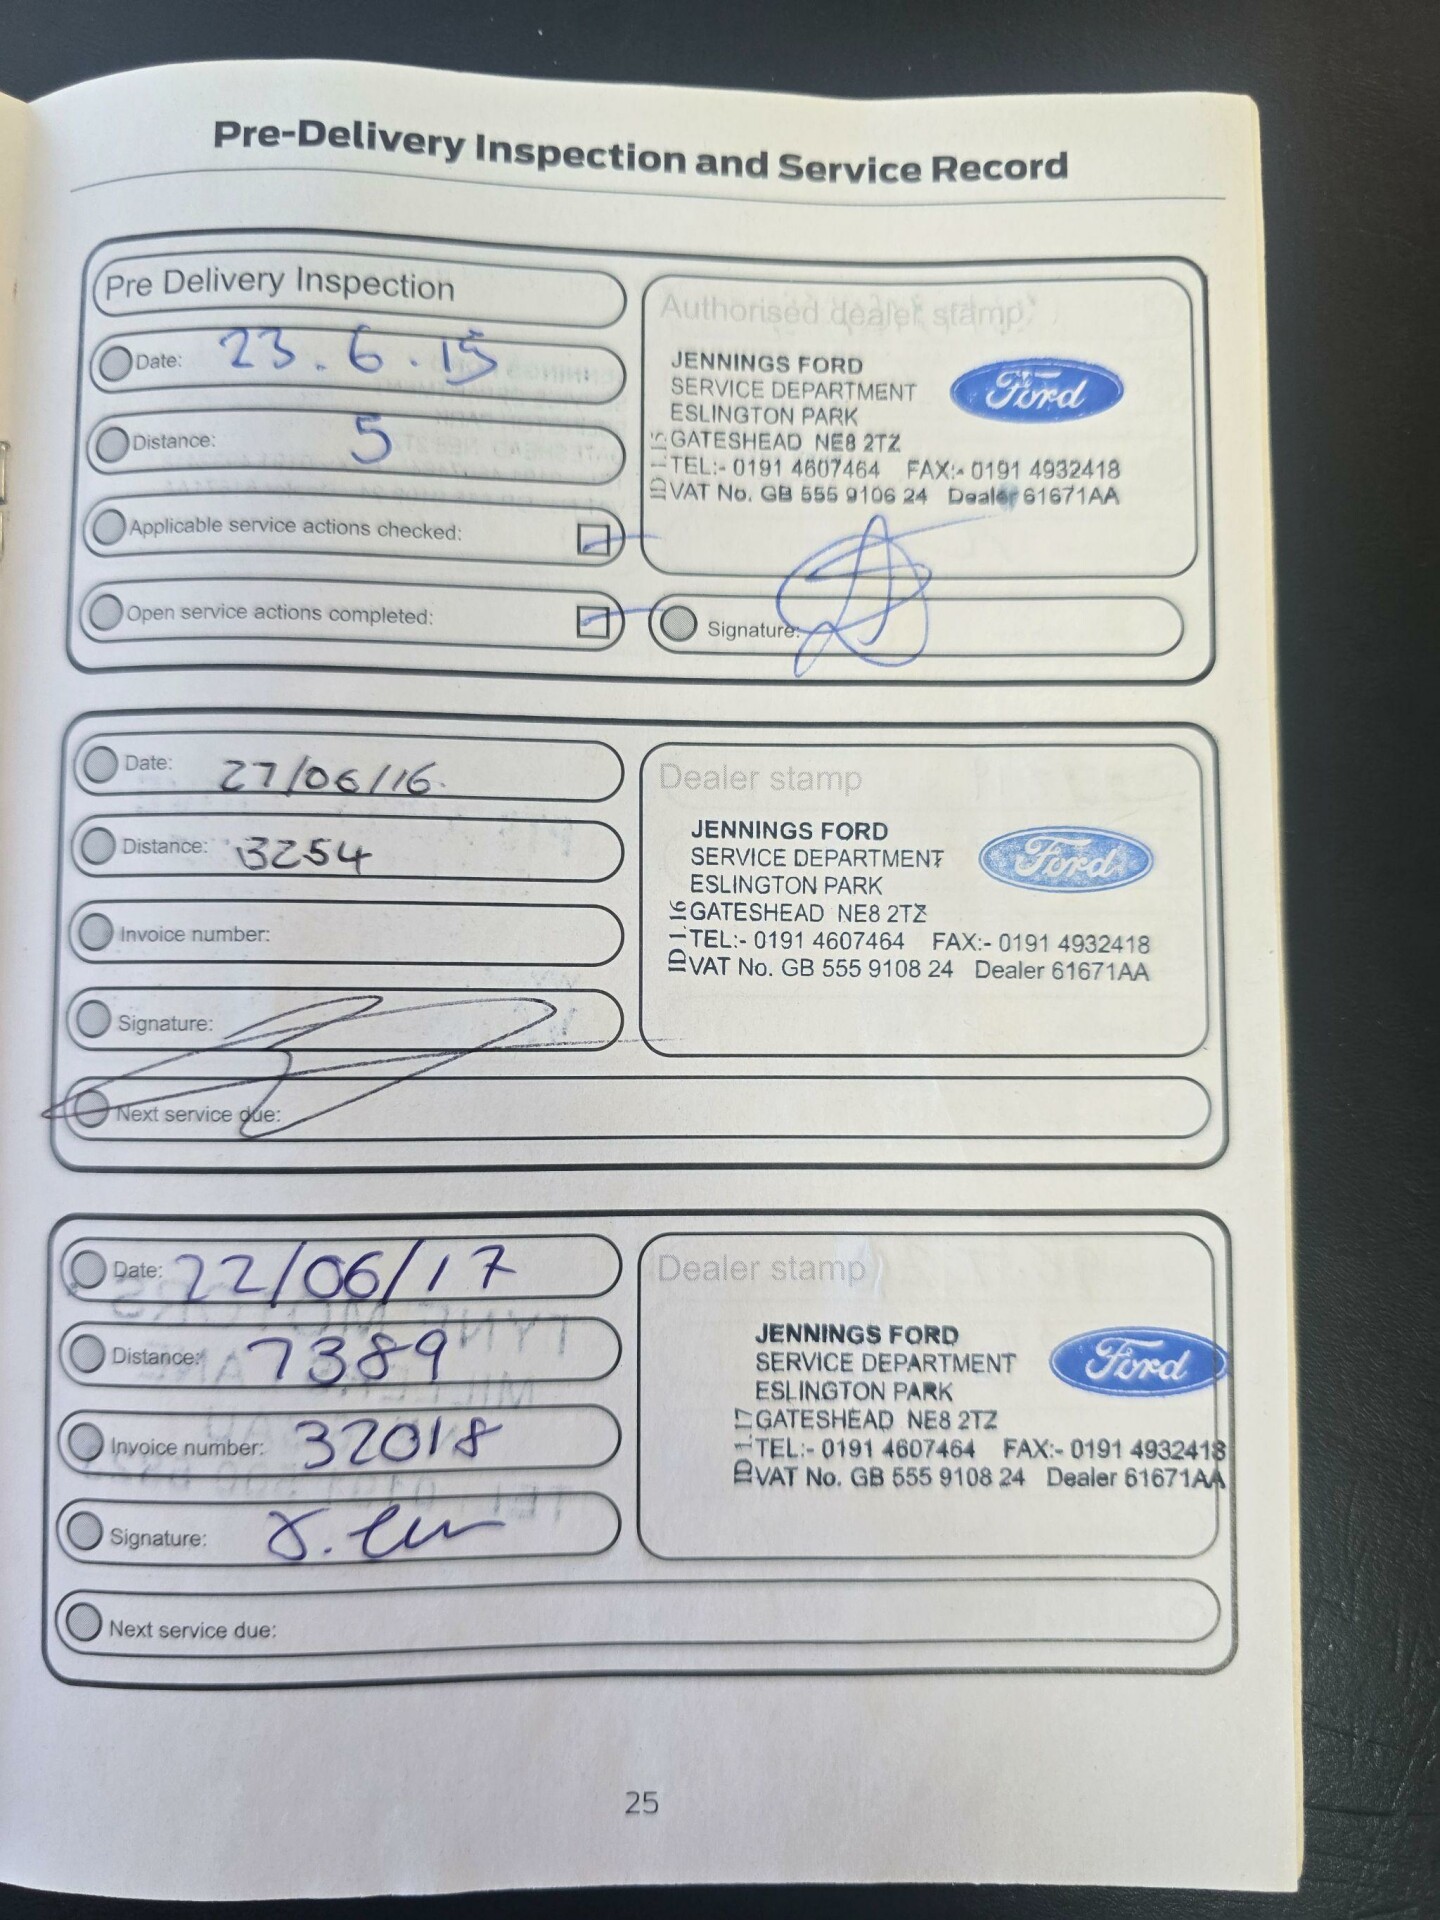 Pre-Delivery Inspection and Service Record
Pre Delivery Inspection
Date: 23.6.15
Distance: 5
Applicable service actions checked:
Open service actions completed:
Authorised dealer stamp
JENNINGS FORD
SERVICE DEPARTMENT
ESLINGTON PARK
GATESHEAD NE8 2TZ
TEL:- 0191 4607464 FAX:- 0191 4932418
VAT No. GB 555 9106 24 Dealer 61671AA
Ford
Signature:
Date: 27/06/16.
Distance: 3254
Invoice number:
Signature:
Next service due:
Dealer stamp
JENNINGS FORD
SERVICE DEPARTMENT
ESLINGTON PARK
GATESHEAD NE8 2TZ
TEL:- 0191 4607464 FAX:- 0191 4932418
VAT No. GB 555 9108 24 Dealer 61671AA
ID 1.16
Ford
Date: 22/06/17
Distance: 7389
Invoice number: 32018
Signature:
Next service due:
Dealer stamp
JENNINGS FORD
SERVICE DEPARTMENT
ESLINGTON PARK
GATESHEAD NE8 2TZ
TEL:- 0191 4607464 FAX:- 0191 4932418
VAT No. GB 555 9108 24 Dealer 61671AA
ID 1.17
Ford
25